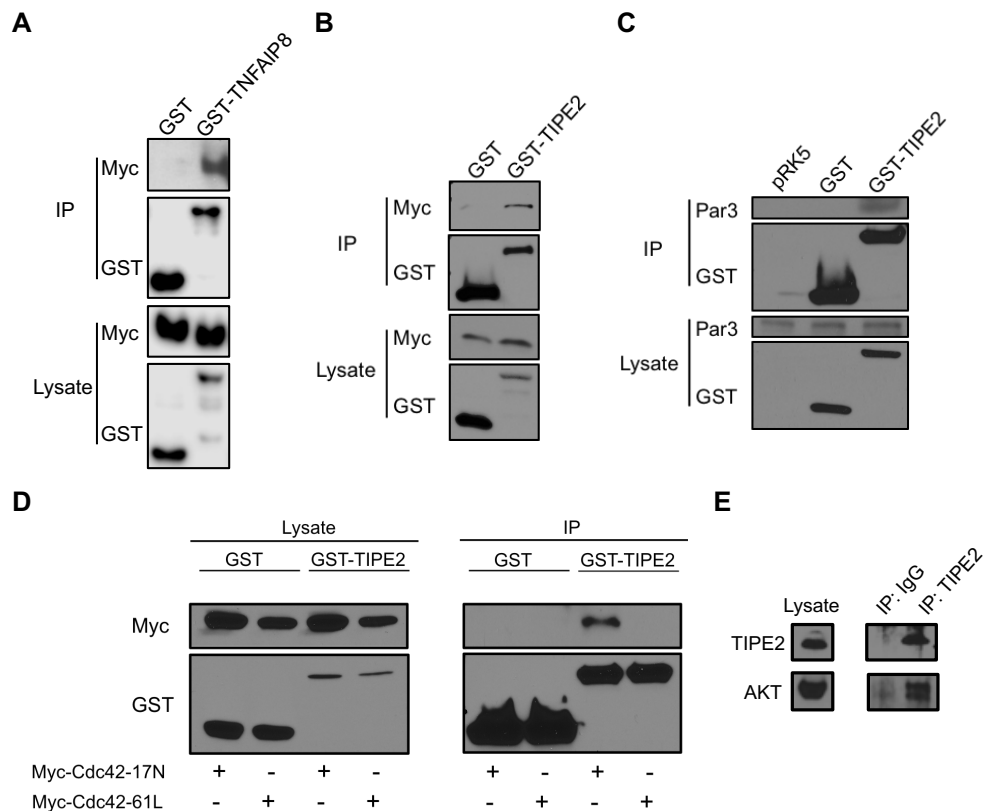 A
GST
GST-TNFAIP8
IP
Myc
GST
Lysate
Myc
GST
B
GST
GST-TIPE2
IP
Myc
GST
Lysate
Myc
GST
C
pRK5
GST
GST-TIPE2
IP
Par3
GST
Lysate
Par3
GST
D
Lysate
IP
GST GST-TIPE2 GST GST-TIPE2
Myc
GST
Myc-Cdc42-17N + - + - + - + -
Myc-Cdc42-61L - + - + - + - +
E
Lysate
IP: IgG
IP: TIPE2
TIPE2
AKT